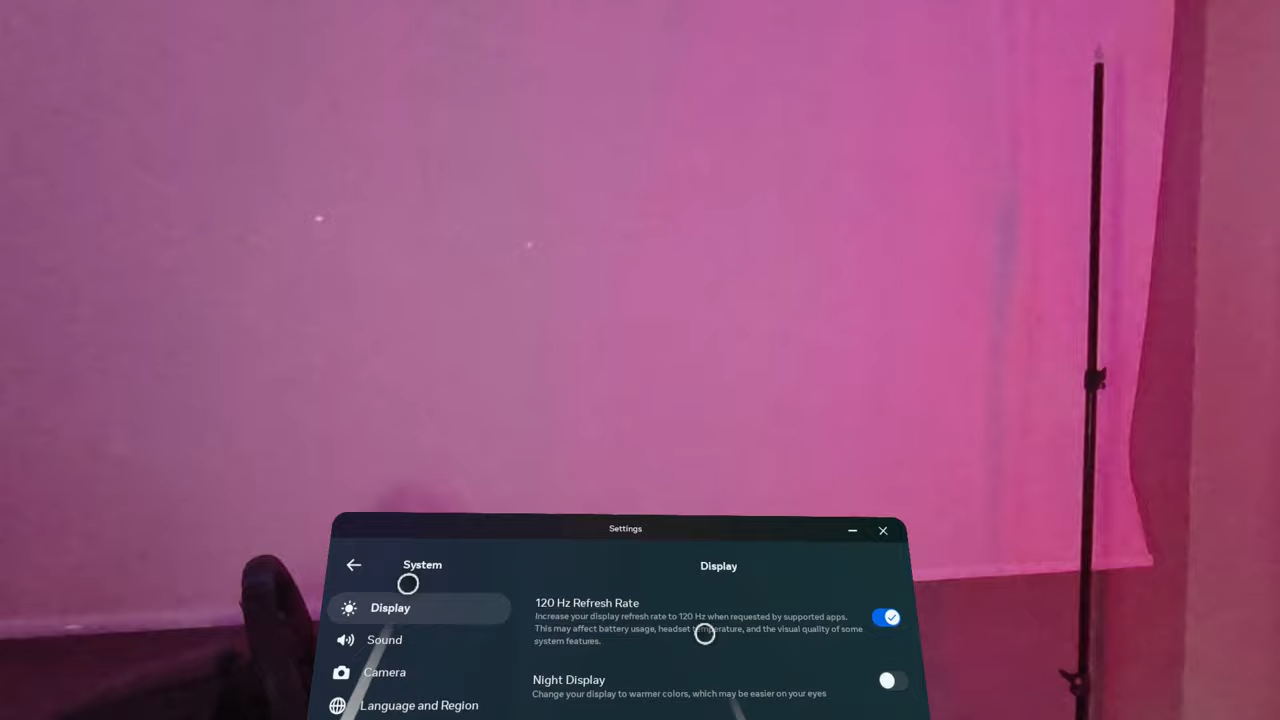 Settings
System
Display
Display
Sound
Camera
Language and Region
120 Hz Refresh Rate
Increase your display refresh rate to 120 Hz when requested by supported apps.
This may affect battery usage, headset temperature, and the visual quality of some
system features.
Night Display
Change your display to warmer colors, which may be easier on your eyes